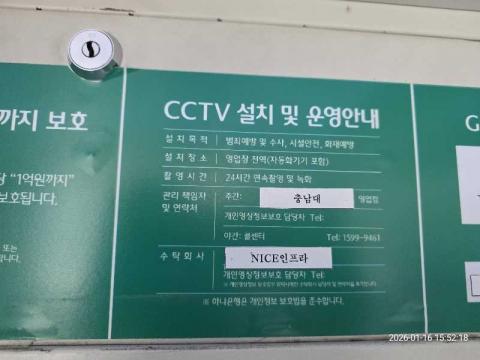 까지 보호
당 "1억원까지"
보호됩니다.
또는
합니다.
CCTV 설치 및 운영안내
설치목적 범죄예방 및 수사, 시설안전, 화재예방
설치장소 영업장 전역(자동화기기 포함)
촬영시간 24시간 연속촬영 및 녹화
관리 책임자 및 연락처
주간: 충남대 영업점
개인영상정보보호 담당자 Tel:
야간: 콜센터 Tel: 1599-9461
수탁회사 NICE인프라
개인영상정보보호 담당자 Tel:
※ 하나은행은 개인정보 보호법을 준수합니다.
G
2026-01-16 15:52:18